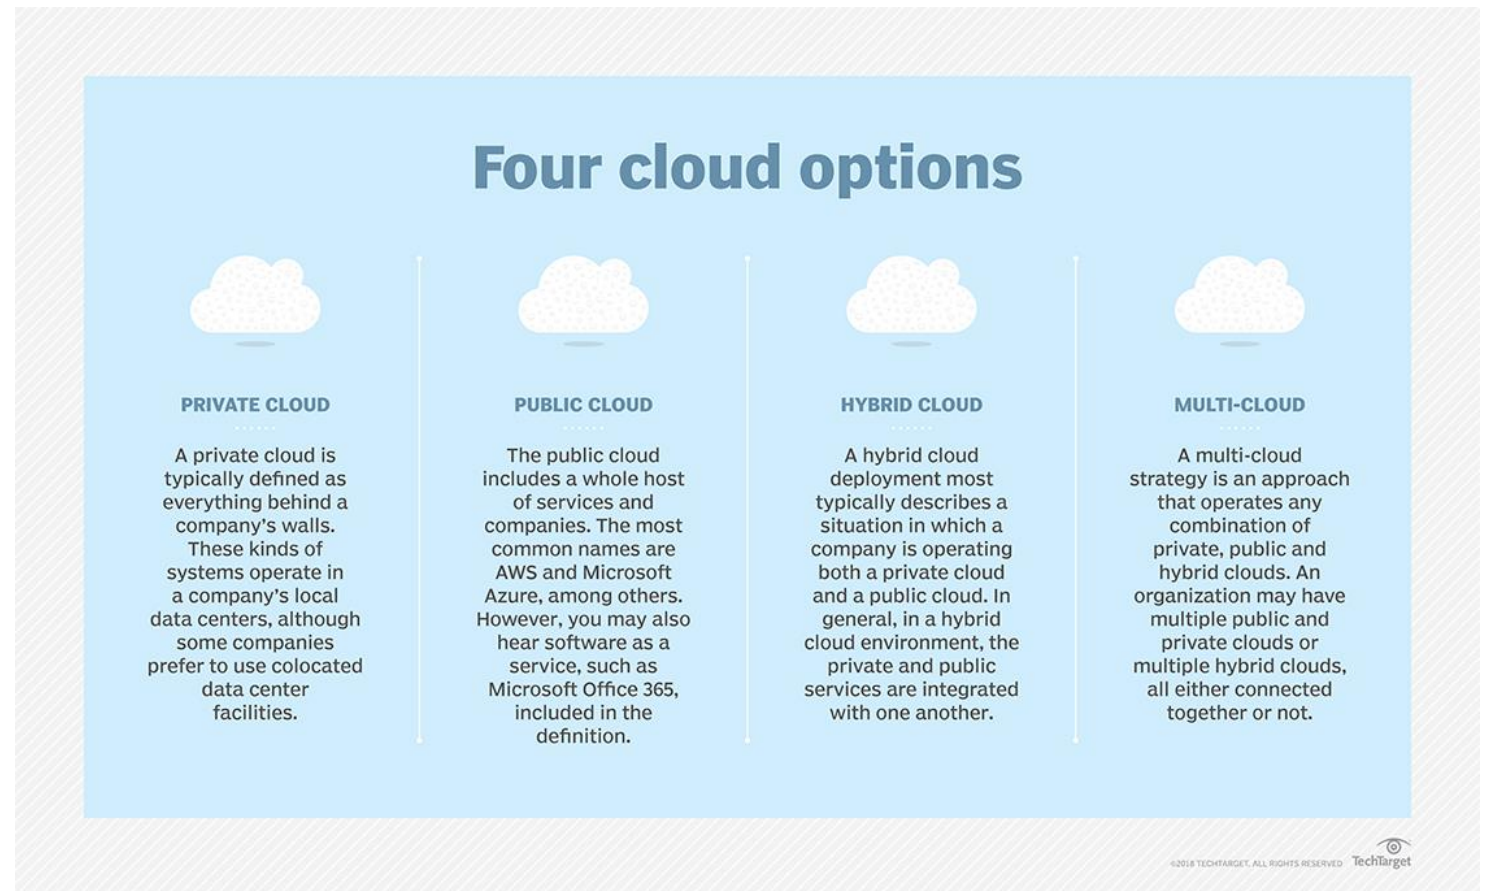 Four cloud options
PRIVATE CLOUD
A private cloud is
typically defined as
everything behind a
company's walls.
These kinds of
systems operate in
a company's local
data centers, although
some companies
prefer to use colocated
data center
facilities.
PUBLIC CLOUD
The public cloud
includes a whole host
of services and
companies. The most
common names are
AWS and Microsoft
Azure, among others.
However, you may also
hear software as a
service, such as
Microsoft Office 365,
included in the
definition.
HYBRID CLOUD
A hybrid cloud
deployment most
typically describes a
situation in which a
company is operating
both a private cloud
and a public cloud. In
general, in a hybrid
cloud environment, the
private and public
services are integrated
with one another.
MULTI-CLOUD
A multi-cloud
strategy is an approach
that operates any
combination of
private, public and
hybrid clouds. An
organization may have
multiple public and
private clouds or
multiple hybrid clouds,
all either connected
together or not.
©2018 TECHTARGET. ALL RIGHTS RESERVED TechTarget